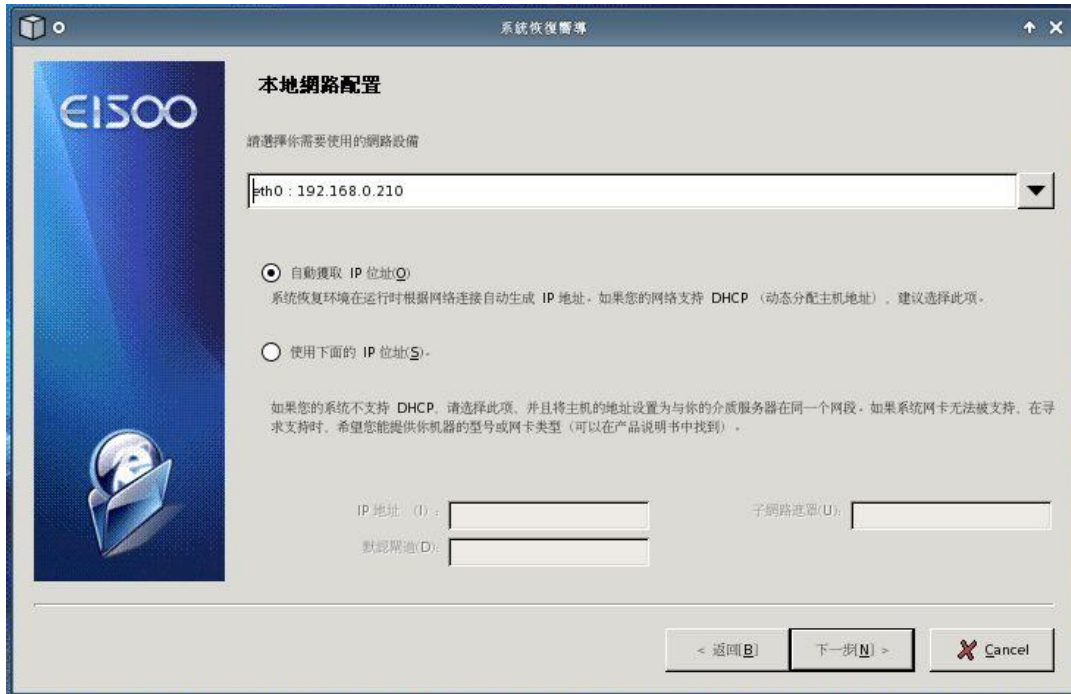 系統恢復嚮導
EISOO
本地網路配置
請選擇你需要使用的網路設備
eth0 : 192.168.0.210
自動獲取 IP 位址(O)
系统恢复环境在运行时根据网络连接自动生成 IP 地址。如果您的网络支持 DHCP （动态分配主机地址）, 建议选择此项。
使用下面的 IP 位址(S)。
如果您的系统不支持 DHCP, 请选择此项, 并且将主机的地址设置为与你的介质服务器在同一个网段。如果系统网卡无法被支持, 在寻
求支持时, 希望您能提供你机器的型号或网卡类型（可以在产品说明书中找到）。
IP 地址 （I）:
子網路遮罩(U):
默認閘道(D):
< 返回[B]
下一步[N] >
Cancel